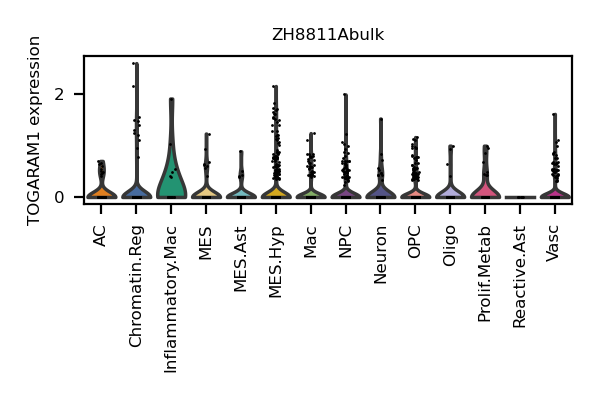 ZH8811Abulk
TOGARAM1 expression
2
0
AC
Chromatin.Reg
Inflammatory.Mac
MES
MES.Ast
MES.Hyp
Mac
NPC
Neuron
OPC
Oligo
Prolif.Metab
Reactive.Ast
Vasc